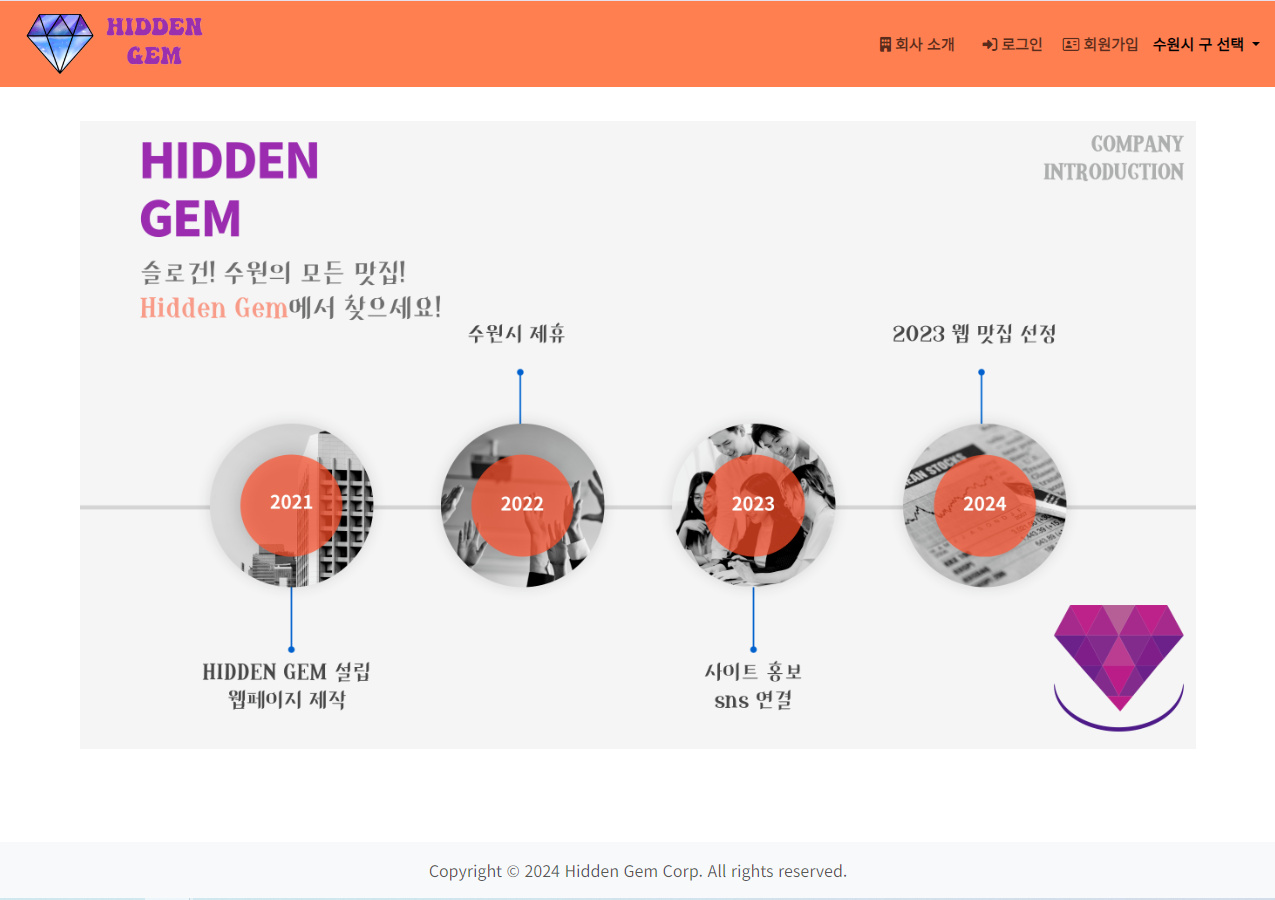 HIDDEN
GEM
회사 소개
로그인
회원가입
수원시 구 선택
HIDDEN
GEM
COMPANY
INTRODUCTION
슬로건! 수원의 모든 맛집!
Hidden Gem에서 찾으세요!
수원시 제휴
2023 웹 맛집 선정
2021
2022
2023
2024
HIDDEN GEM 설립
웹페이지 제작
사이트 홍보
sns 연결
Copyright © 2024 Hidden Gem Corp. All rights reserved.